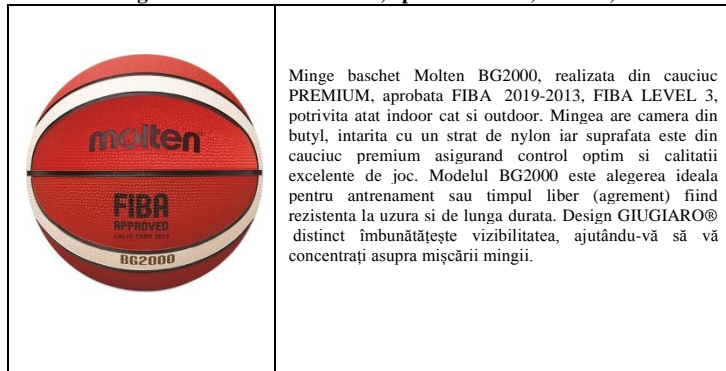 molten
FIBA
APPROVED
BG2000
Minge baschet Molten BG2000, realizata din cauciuc
PREMIUM, aprobata FIBA 2019-2013, FIBA LEVEL 3,
potrivita atat indoor cat si outdoor. Mingea are camera din
butyl, intarita cu un strat de nylon iar suprafata este din
cauciuc premium asigurand control optim si calitatii
excelente de joc. Modelul BG2000 este alegerea ideala
pentru antrenament sau timpul liber (agrement) fiind
rezistenta la uzura si de lunga durata. Design GIUGIARO®
distinct îmbunătățește vizibilitatea, ajutându-vă să vă
concentrați asupra mișcării mingii.